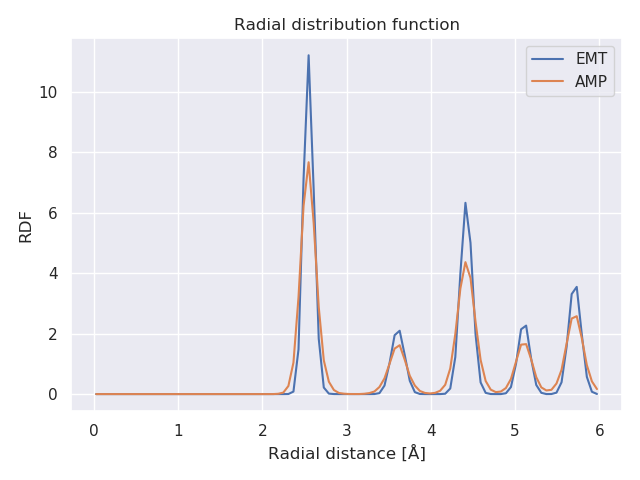 Radial distribution function
EMT
AMP
RDF
10
8
6
4
2
0
0 1 2 3 4 5 6
Radial distance [Å]